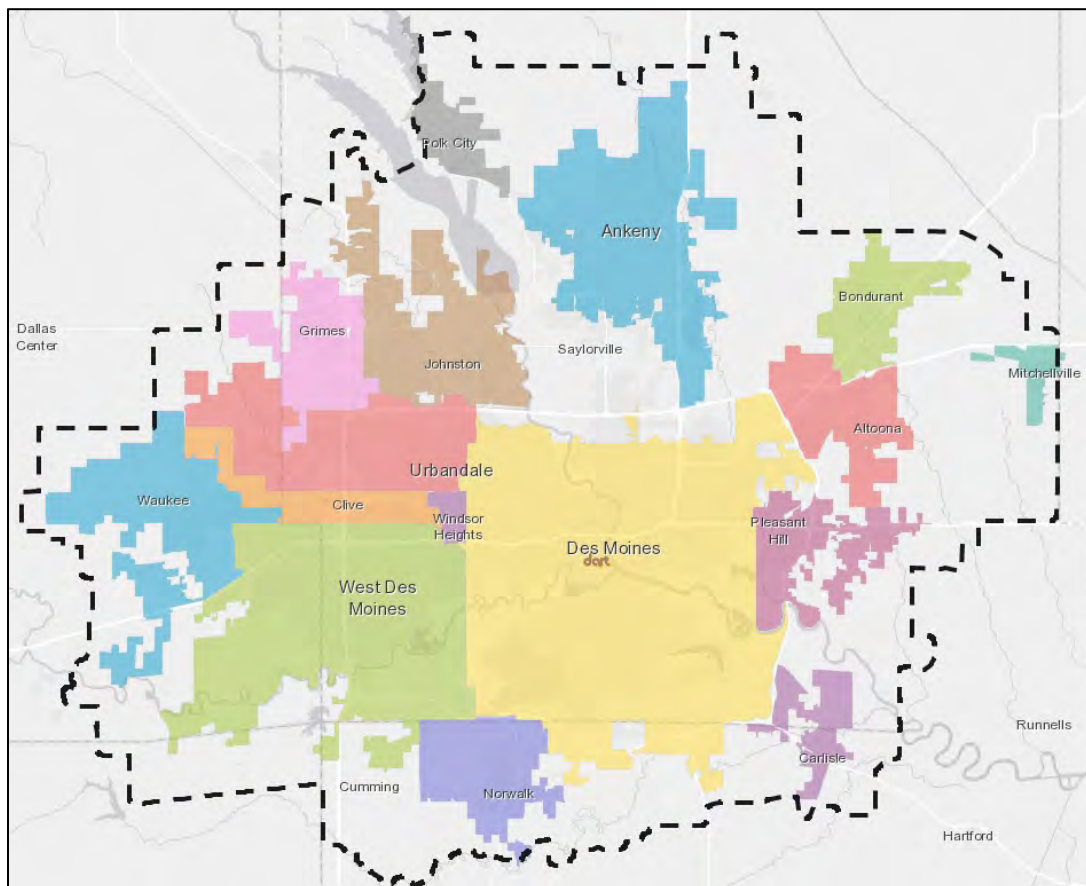 Polk City
Ankeny
Bondurant
Dallas
Center
Grimes
Saylorville
Johnston
Mitchellville
Altoona
Urbandale
Waukee
Clive
Windsor
Heights
Pleasant
Hill
Des Moines
dart
West Des
Moines
Runnells
Carlisle
Cumming
Norwalk
Hartford